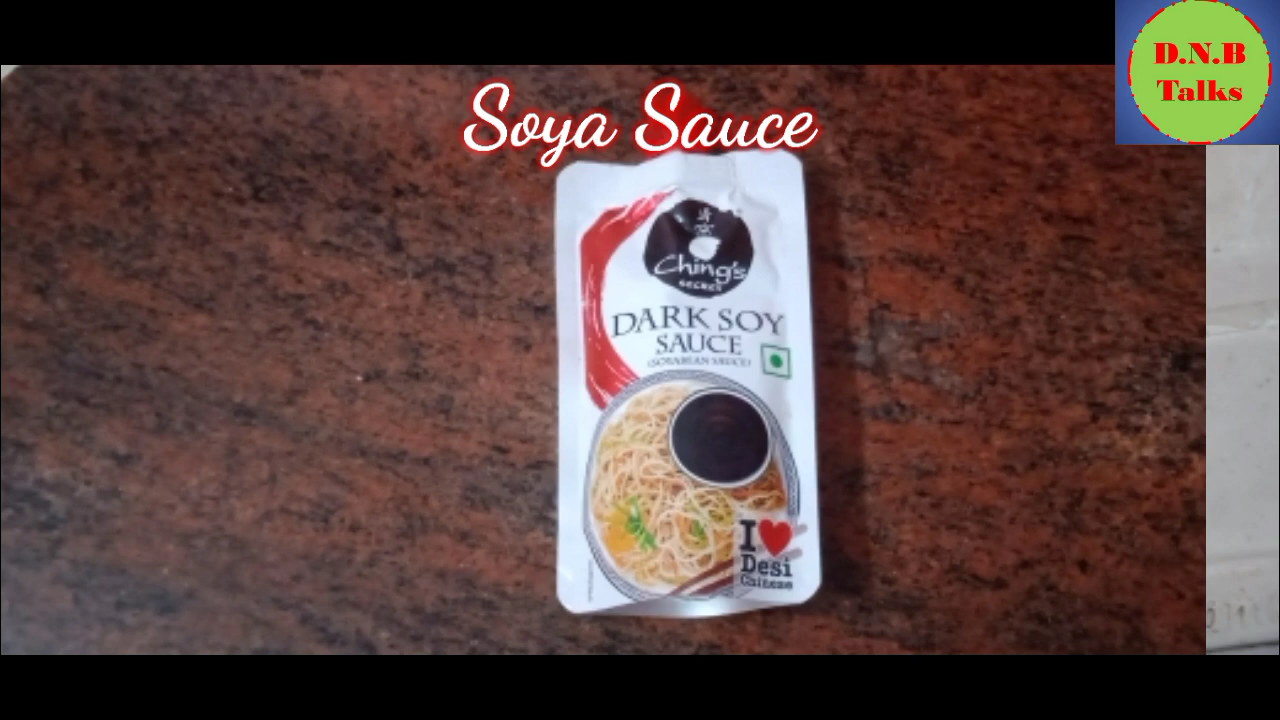 D.N.B
Talks
Soya Sauce
Ching's
SECRET
DARK SOY
SAUCE
(SOYABEAN SAUCE)
I
Desi
Chinese